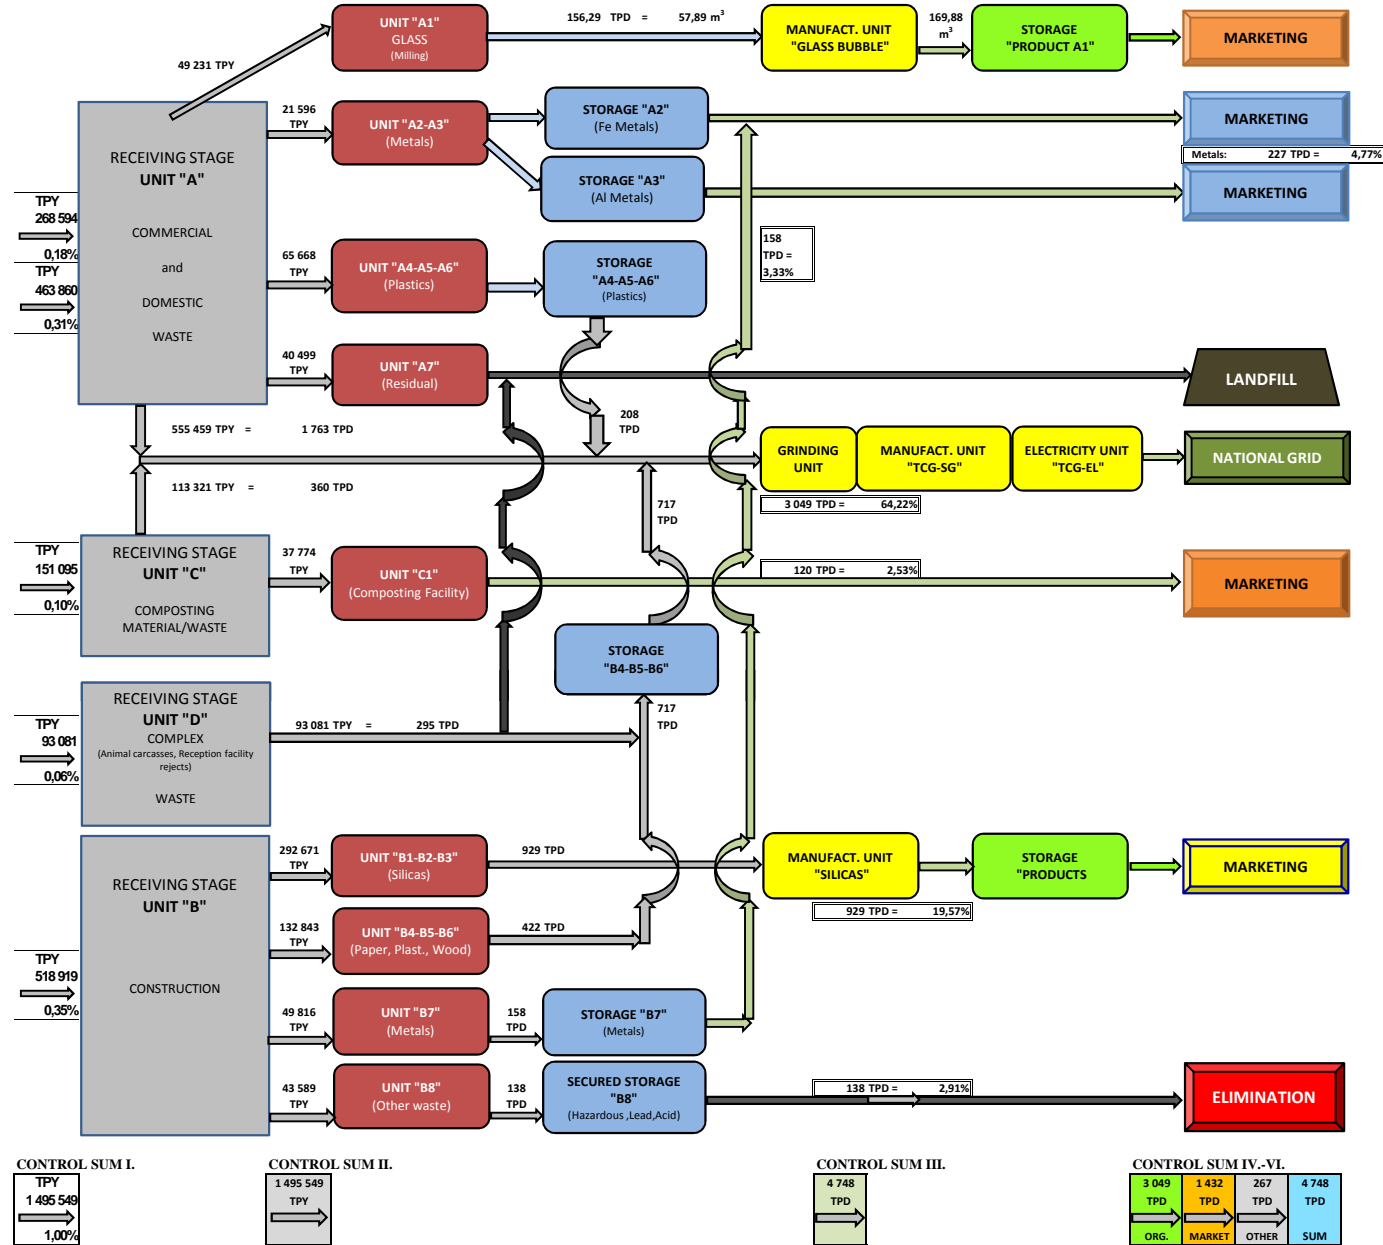 UNIT "A1"
GLASS
(Milling)
156,29 TPD = 57,89 m³
MANUFACT. UNIT
"GLASS BUBBLE"
169,88
m³
STORAGE
"PRODUCT A1"
MARKETING
49 231 TPY
21 596
TPY
UNIT "A2-A3"
(Metals)
STORAGE "A2"
(Fe Metals)
MARKETING
Metals: 227 TPD = 4,77%
STORAGE "A3"
(Al Metals)
MARKETING
RECEIVING STAGE
UNIT "A"
COMMERCIAL
and
DOMESTIC
WASTE
TPY
268 594
0,18%
TPY
463 860
0,31%
158
TPD =
3,33%
65 668
TPY
UNIT "A4-A5-A6"
(Plastics)
STORAGE
"A4-A5-A6"
(Plastics)
40 499
TPY
UNIT "A7"
(Residual)
LANDFILL
555 459 TPY = 1 763 TPD
208
TPD
GRINDING
UNIT
MANUFACT. UNIT
"TCG-SG"
ELECTRICITY UNIT
"TCG-EL"
NATIONAL GRID
113 321 TPY = 360 TPD
3 049 TPD = 64,22%
717
TPD
TPY
151 095
0,10%
RECEIVING STAGE
UNIT "C"
COMPOSTING
MATERIAL/WASTE
37 774
TPY
UNIT "C1"
(Composting Facility)
120 TPD = 2,53%
MARKETING
STORAGE
"B4-B5-B6"
TPY
93 081
0,06%
RECEIVING STAGE
UNIT "D"
COMPLEX
(Animal carcasses, Reception facility
rejects)
WASTE
93 081 TPY = 295 TPD
717
TPD
TPY
518 919
0,35%
RECEIVING STAGE
UNIT "B"
CONSTRUCTION
292 671
TPY
UNIT "B1-B2-B3"
(Silicas)
929 TPD
MANUFACT. UNIT
"SILICAS"
STORAGE
"PRODUCTS
MARKETING
929 TPD = 19,57%
132 843
TPY
UNIT "B4-B5-B6"
(Paper, Plast., Wood)
422 TPD
49 816
TPY
UNIT "B7"
(Metals)
158
TPD
STORAGE "B7"
(Metals)
43 589
TPY
UNIT "B8"
(Other waste)
138
TPD
SECURED STORAGE
"B8"
(Hazardous ,Lead,Acid)
138 TPD = 2,91%
ELIMINATION
CONTROL SUM I.
TPY
1 495 549
1,00%
CONTROL SUM II.
1 495 549
TPY
CONTROL SUM III.
4 748
TPD
CONTROL SUM IV.-VI.
3 049
TPD
ORG.
1 432
TPD
MARKET
267
TPD
OTHER
4 748
TPD
SUM